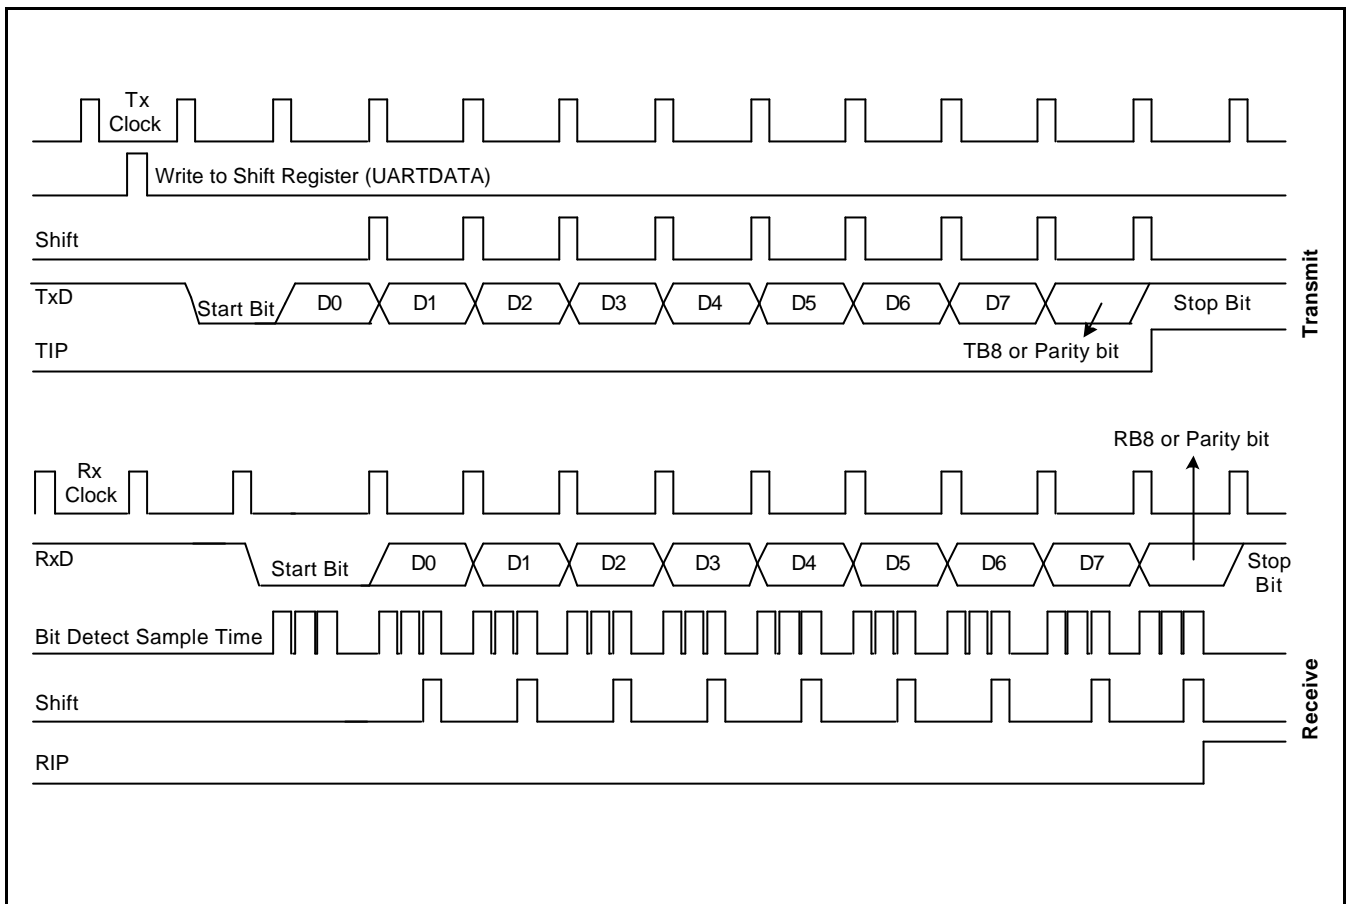 Tx
Clock
Write to Shift Register (UARTDATA)
Shift
TxD
Start Bit
D0
D1
D2
D3
D4
D5
D6
D7
Stop Bit
TIP
TB8 or Parity bit
Transmit
RB8 or Parity bit
Rx
Clock
RxD
Start Bit
D0
D1
D2
D3
D4
D5
D6
D7
Stop
Bit
Bit Detect Sample Time
Shift
RIP
Receive